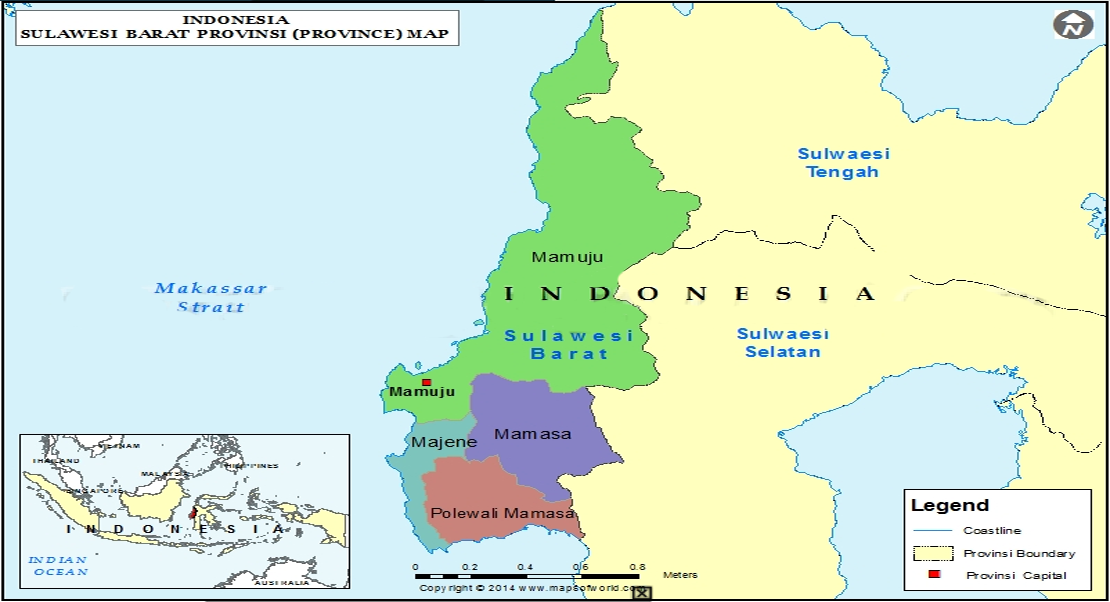 INDONESIA
SULAWESI BARAT PROVINSI (PROVINCE) MAP
N
Sulwaesi
Tengah
Mamuju
Makassar
Strait
INDONESIA
Sulawesi
Barat
Sulwaesi
Selatan
Mamuju
Majene
Mamasa
Polewali Mamasa
VIETNAM
THAILAND
PHILIPPINES
MALAYSIA
SINGAPORE
INDONESIA
INDIAN
OCEAN
AUSTRALIA
Legend
Coastline
Provinsi Boundary
Provinsi Capital
0 0.2 0.4 0.6 0.8
Meters
Copyright © 2014 www.mapsofworld.com